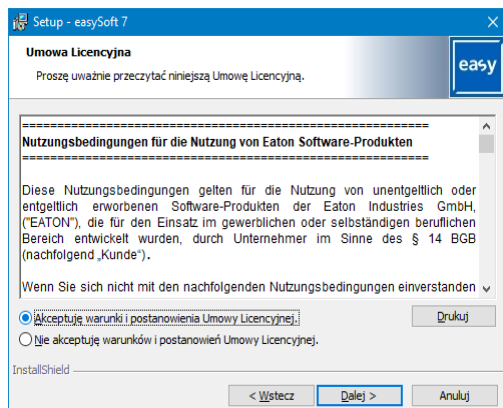 Setup - easySoft 7
Umowa Licencyjna
Proszę uważnie przeczytać niniejszą Umowę Licencyjną.
easy
==========================================================
Nutzungsbedingungen für die Nutzung von Eaton Software-Produkten
==========================================================
Diese Nutzungsbedingungen gelten für die Nutzung von unentgeltlich oder
entgeltlich erworbenen Software-Produkten der Eaton Industries GmbH,
("EATON"), die für den Einsatz im gewerblichen oder selbständigen beruflichen
Bereich entwickelt wurden, durch Unternehmer im Sinne des § 14 BGB
(nachfolgend „Kunde“).
Wenn Sie sich nicht mit den nachfolgenden Nutzungsbedingungen einverstanden
Akceptuję warunki i postanowienia Umowy Licencyjnej.
Drukuj
Nie akceptuję warunków i postanowień Umowy Licencyjnej.
InstallShield
< Wstecz
Dalej >
Anuluj